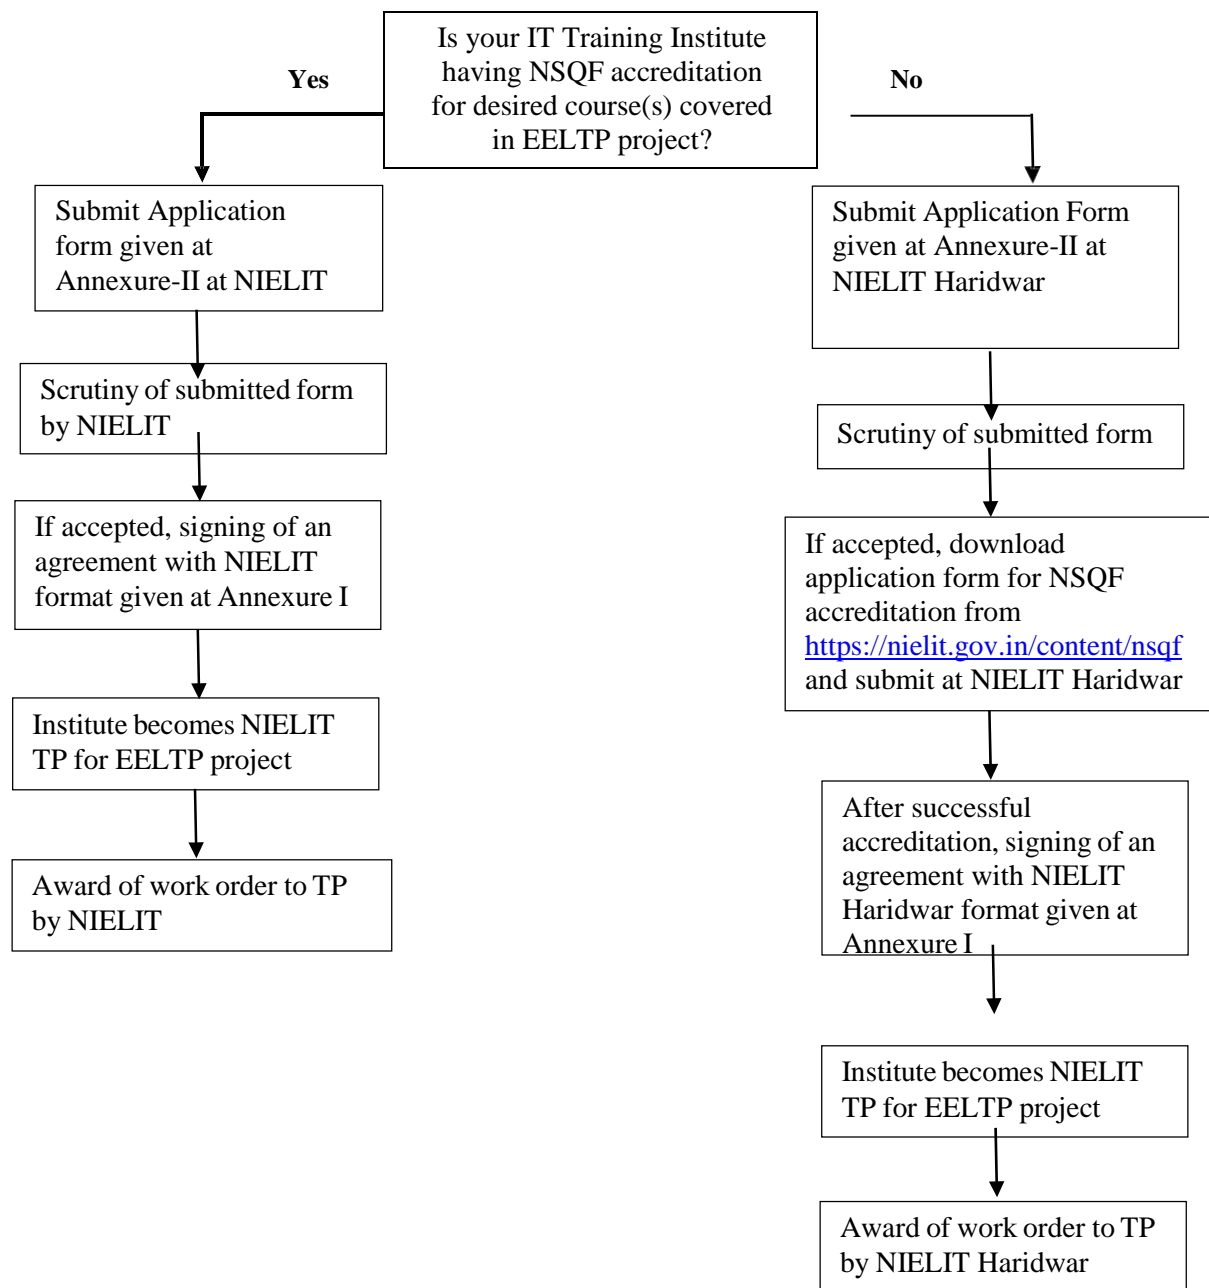 Is your IT Training Institute
having NSQF accreditation
for desired course(s) covered
in EELTP project?
Yes
No
Submit Application
form given at
Annexure-II at NIELIT
Scrutiny of submitted form
by NIELIT
If accepted, signing of an
agreement with NIELIT
format given at Annexure I
Institute becomes NIELIT
TP for EELTP project
Award of work order to TP
by NIELIT
Submit Application Form
given at Annexure-II at
NIELIT Haridwar
Scrutiny of submitted form
If accepted, download
application form for NSQF
accreditation from
https://nielit.gov.in/content/nsqf
and submit at NIELIT Haridwar
After successful
accreditation, signing of an
agreement with NIELIT
Haridwar format given at
Annexure I
Institute becomes NIELIT
TP for EELTP project
Award of work order to TP
by NIELIT Haridwar